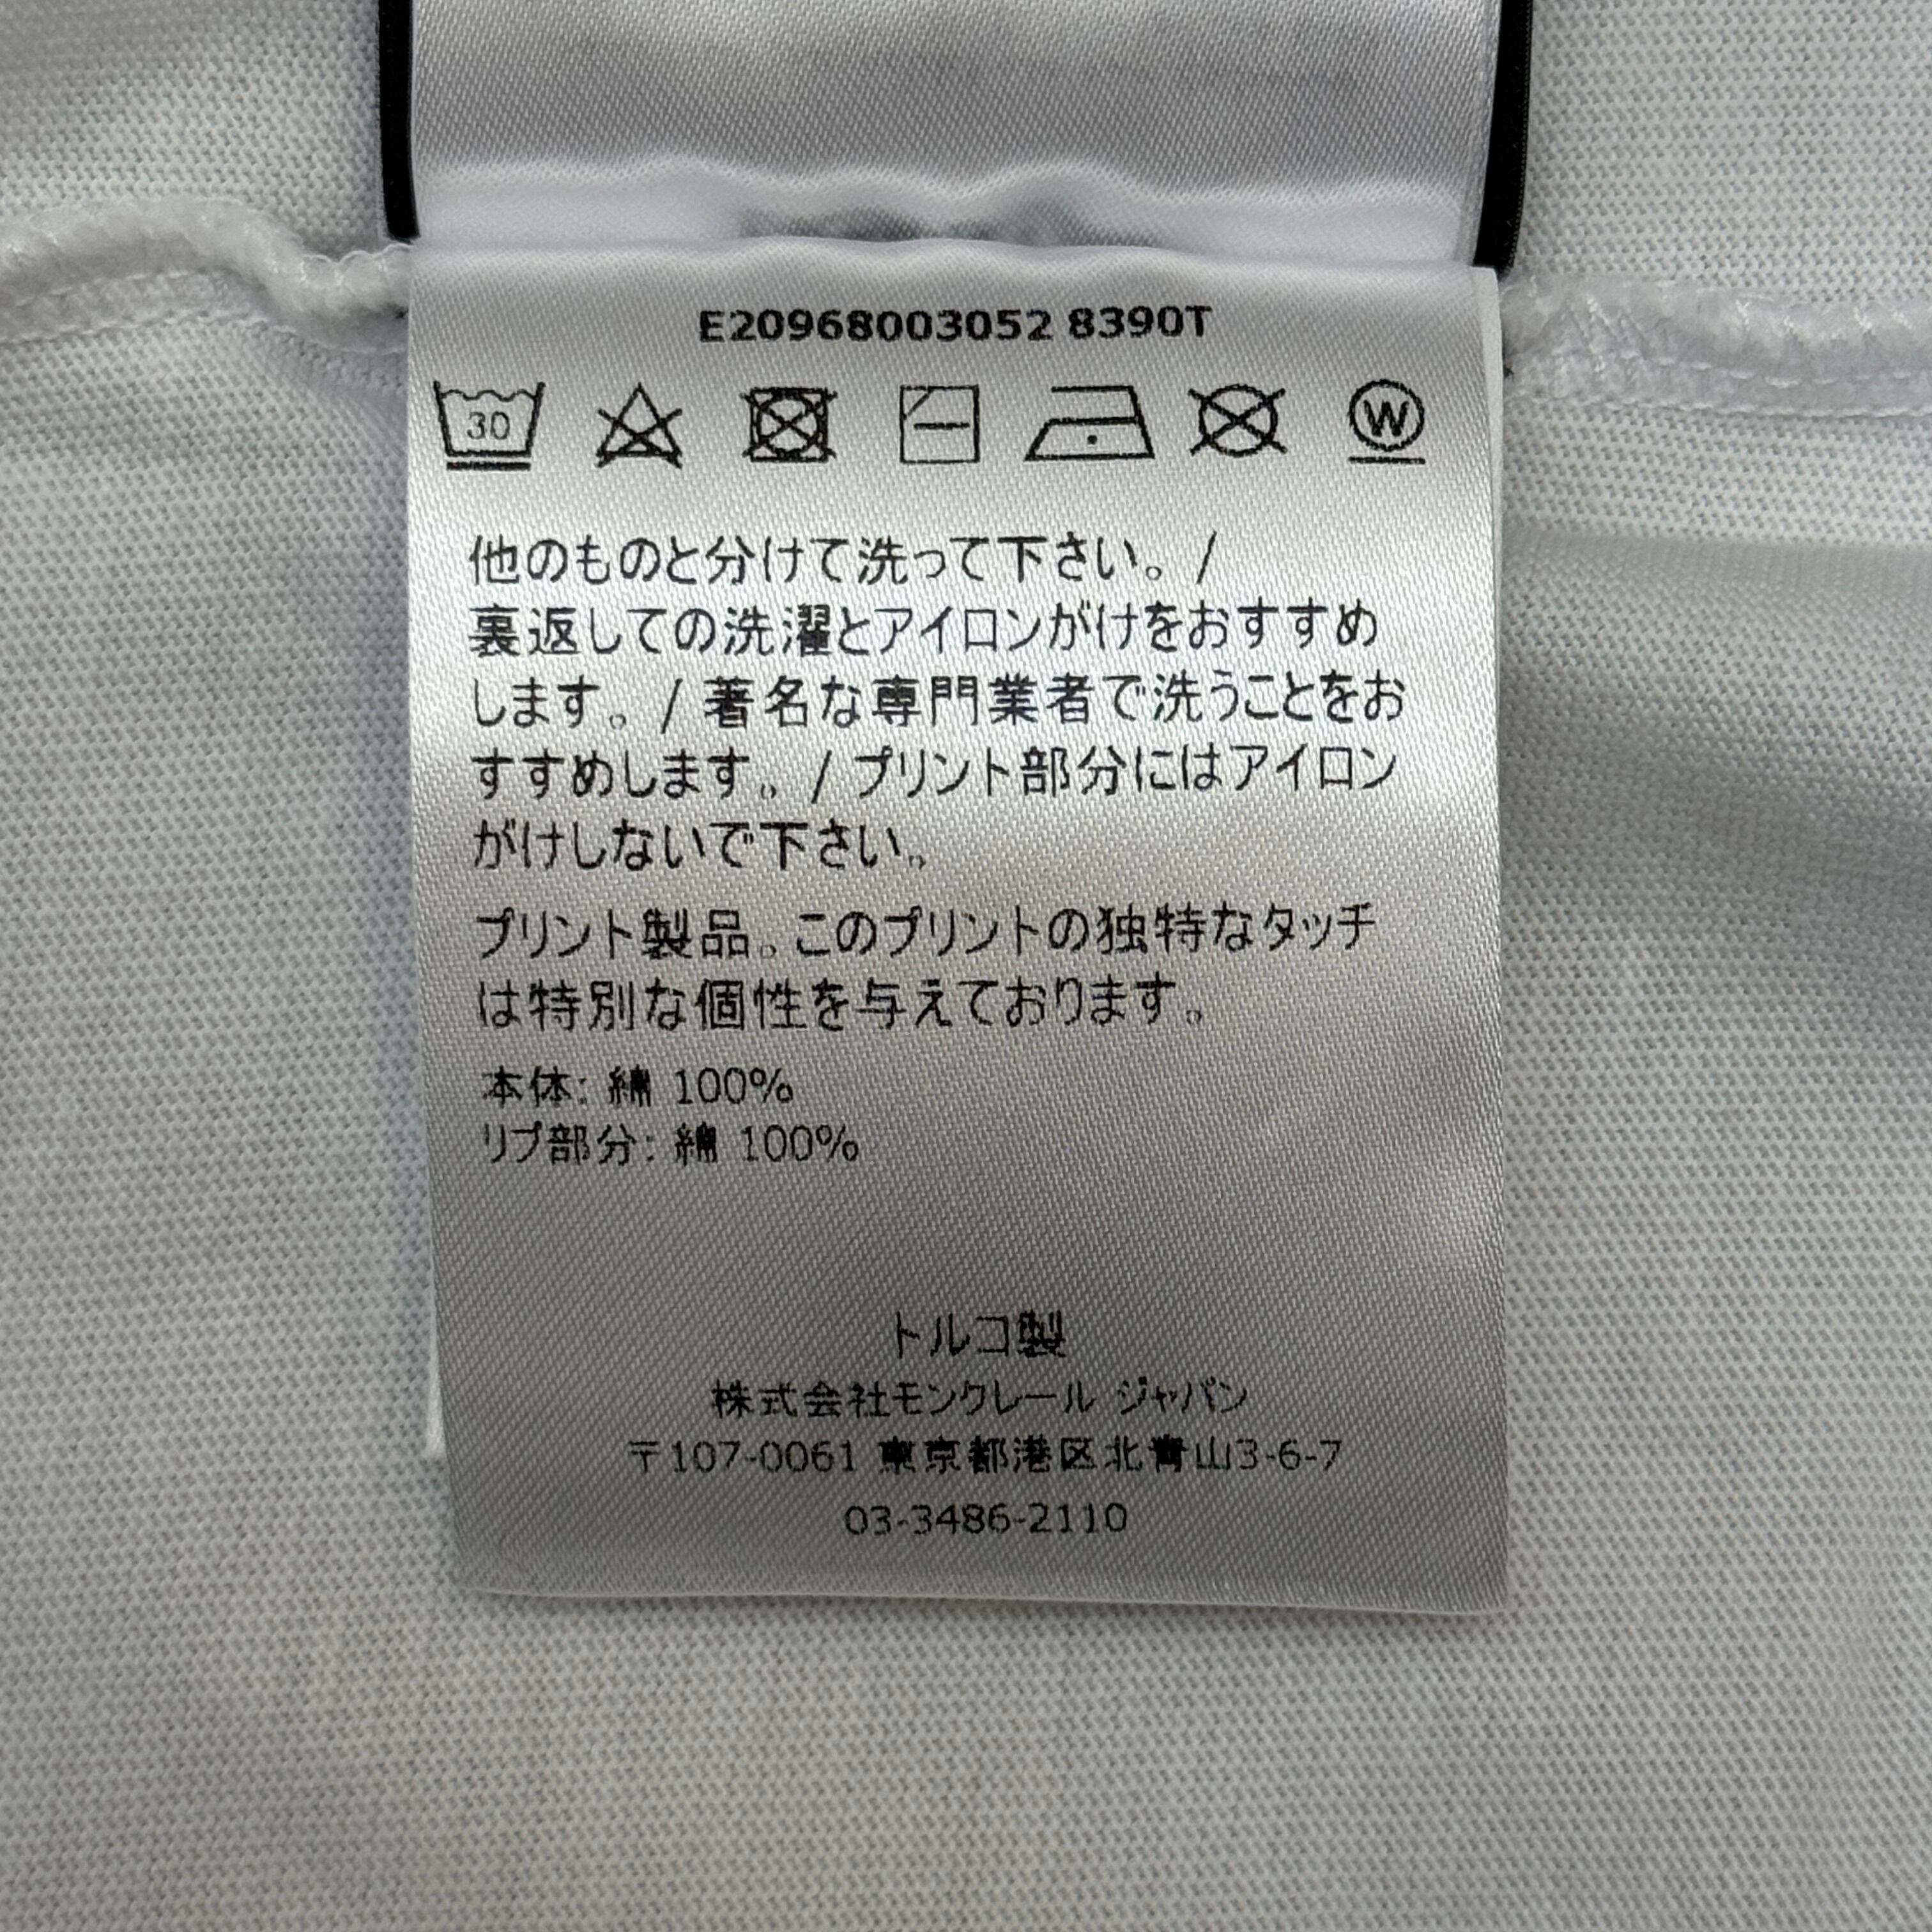 E20968003052 8390T
30
W
他のものと分けて洗って下さい。/
裏返しての洗濯とアイロンがけをおすすめ
します。/ 著名な専門業者で洗うことをお
すすめします。/ プリント部分にはアイロン
がけしないで下さい。
プリント製品。このプリントの独特なタッチ
は特別な個性を与えております。
本体: 綿 100%
リブ部分: 綿 100%
トルコ製
株式会社モンクレール ジャパン
〒107-0061 東京都港区北青山3-6-7
03-3486-2110